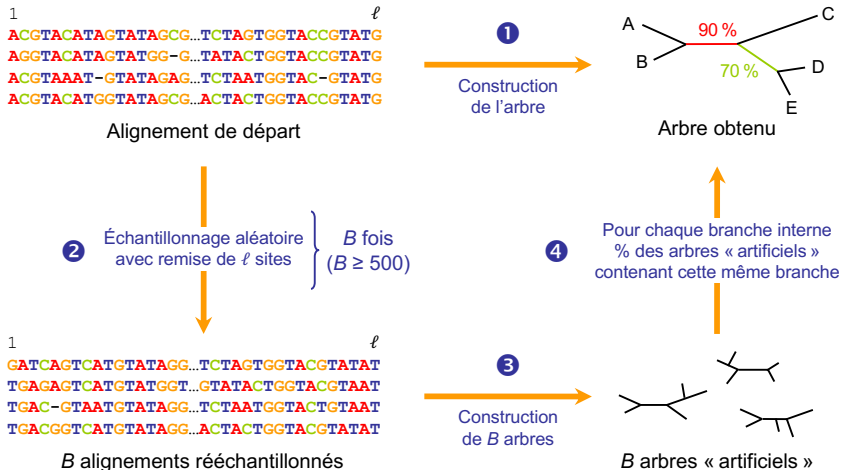 1 ℓ
ACGTACATAGTATAGCG...TCTAGTGGTACCGTATG
AGGTACATAGTATGG-G...TATACTGGTACCGTATG
ACGTAAAT-GTATAGAG...TCTAATGGTAC-GTATG
ACGTACATGGTATAGCG...ACTACTGGTACCGTATG
Alignement de départ
1
Construction
de l'arbre
A
B
C
D
E
90 %
70 %
Arbre obtenu
2
Échantillonnage aléatoire
avec remise de ℓ sites
B fois
(B ≥ 500)
4
Pour chaque branche interne
% des arbres « artificiels »
contenant cette même branche
1 ℓ
GATCAGTCATGTATAGG...TCTAGTGGTACGTATAT
TGAGAGTCATGTATGGT...GTATACTGGTACGTAAT
TGAC-GTAATGTATAGG...TCTAATGGTACTGTAAT
TGACGGTCATGTATAGG...ACTACTGGTACGTATAT
B alignements rééchantillonnés
3
Construction
de B arbres
B arbres « artificiels »